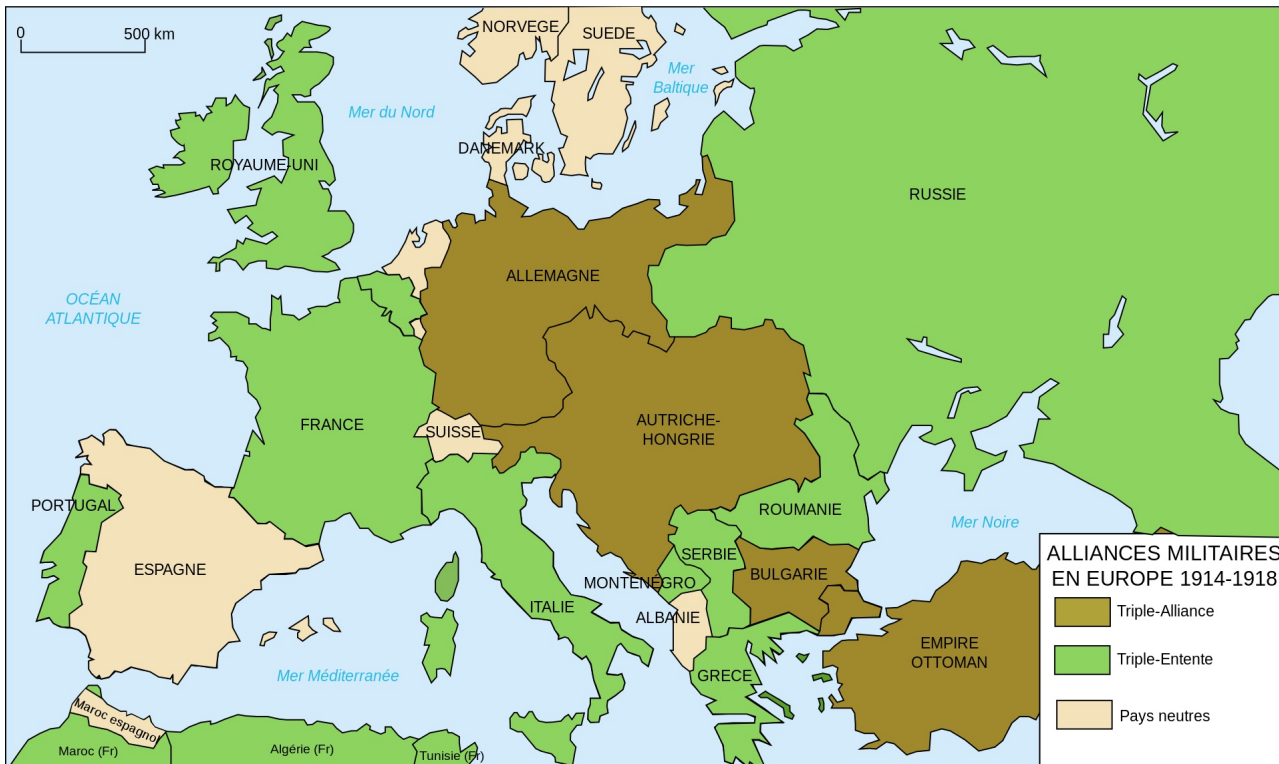 0
500 km
NORVEGE
SUEDE
Mer
Baltique
Mer du Nord
DANEMARK
ROYAUME-UNI
RUSSIE
ALLEMAGNE
OCÉAN
ATLANTIQUE
FRANCE
SUISSE
AUTRICHE-
HONGRIE
PORTUGAL
ROUMANIE
Mer Noire
ESPAGNE
SERBIE
BULGARIE
MONTENÉGRO
ITALIE
ALBANIE
EMPIRE
OTTOMAN
Mer Méditerranée
GRECE
Maroc espagnol
Maroc (Fr)
Algérie (Fr)
Tunisie (Fr)
ALLIANCES MILITAIRES
EN EUROPE 1914-1918
Triple-Alliance
Triple-Entente
Pays neutres